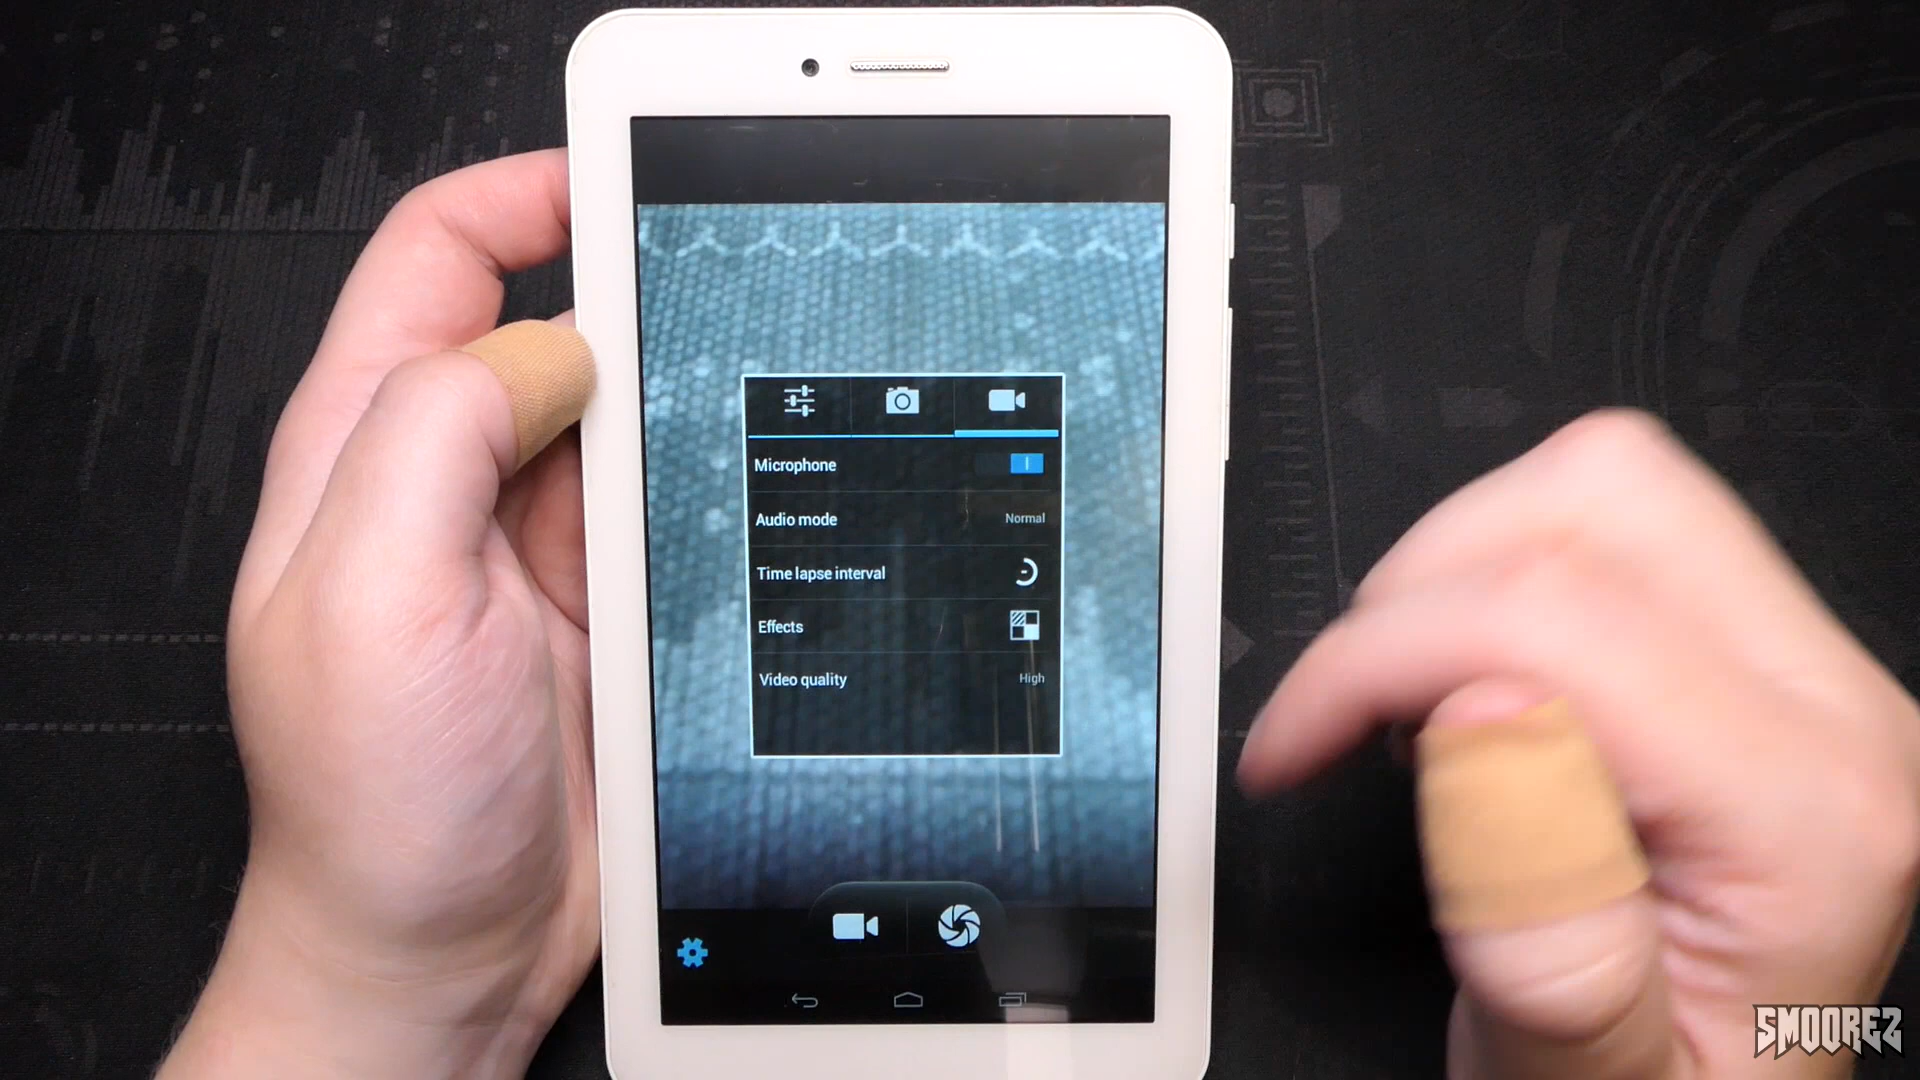 Microphone
Audio mode Normal
Time lapse interval
Effects
Video quality High
SMOOREZ